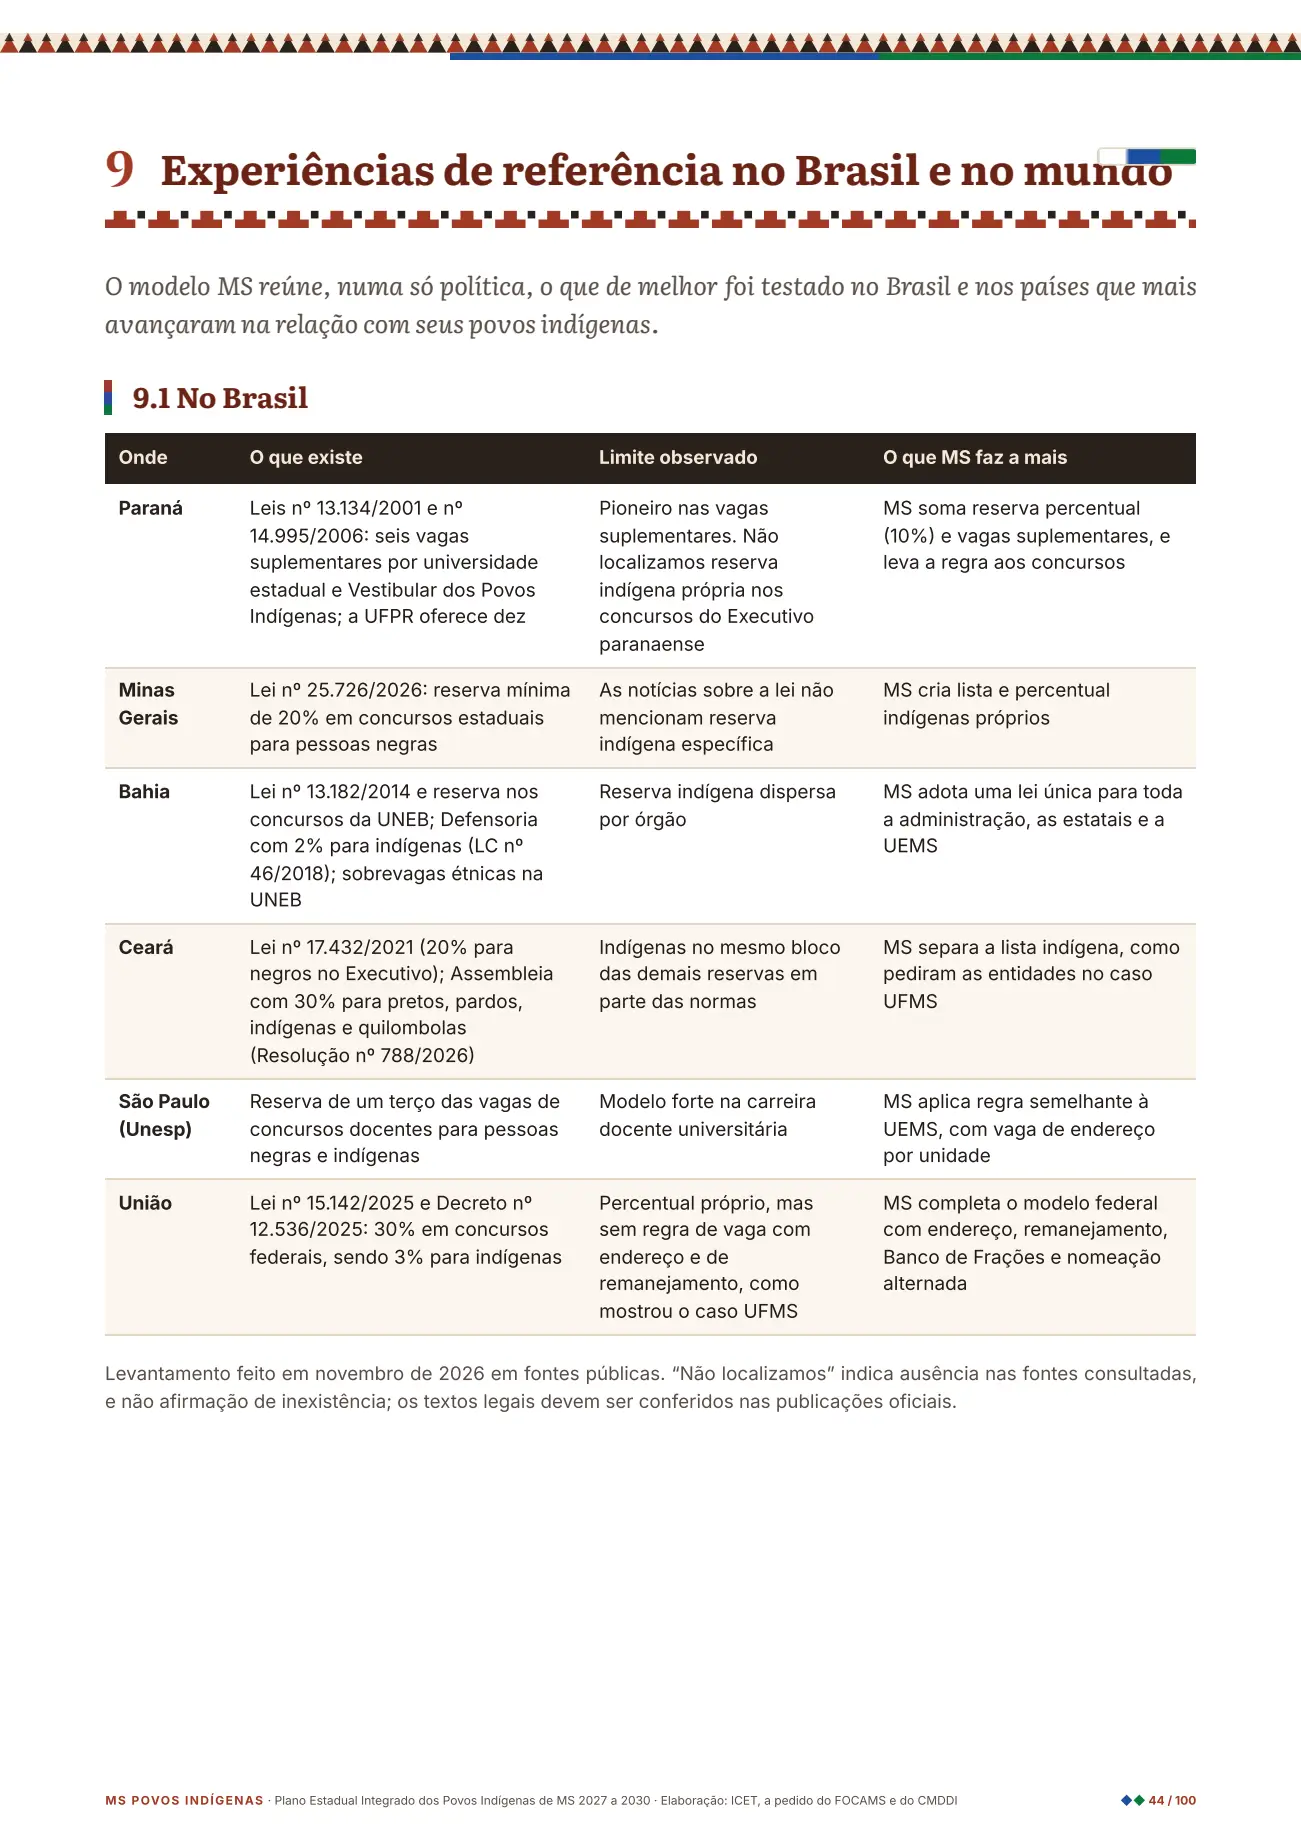 9 Experiências de referência no Brasil e no mundo
O modelo MS reúne, numa só política, o que de melhor foi testado no Brasil e nos países que mais
avançaram na relação com seus povos indígenas.
9.1 No Brasil
Onde
O que existe
Limite observado
O que MS faz a mais
Paraná
Leis nº 13.134/2001 e nº
14.995/2006: seis vagas
suplementares por universidade
estadual e Vestibular dos Povos
Indígenas; a UFPR oferece dez
Pioneiro nas vagas
suplementares. Não
localizamos reserva
indígena própria nos
concursos do Executivo
paranaense
MS soma reserva percentual
(10%) e vagas suplementares, e
leva a regra aos concursos
Minas
Gerais
Lei nº 25.726/2026: reserva mínima
de 20% em concursos estaduais
para pessoas negras
As notícias sobre a lei não
mencionam reserva
indígena específica
MS cria lista e percentual
indígenas próprios
Bahia
Lei nº 13.182/2014 e reserva nos
concursos da UNEB; Defensoria
com 2% para indígenas (LC nº
46/2018); sobrevagas étnicas na
UNEB
Reserva indígena dispersa
por órgão
MS adota uma lei única para toda
a administração, as estatais e a
UEMS
Ceará
Lei nº 17.432/2021 (20% para
negros no Executivo); Assembleia
com 30% para pretos, pardos,
indígenas e quilombolas
(Resolução nº 788/2026)
Indígenas no mesmo bloco
das demais reservas em
parte das normas
MS separa a lista indígena, como
pediram as entidades no caso
UFMS
São Paulo
(Unesp)
Reserva de um terço das vagas de
concursos docentes para pessoas
negras e indígenas
Modelo forte na carreira
docente universitária
MS aplica regra semelhante à
UEMS, com vaga de endereço
por unidade
União
Lei nº 15.142/2025 e Decreto nº
12.536/2025: 30% em concursos
federais, sendo 3% para indígenas
Percentual próprio, mas
sem regra de vaga com
endereço e de
remanejamento, como
mostrou o caso UFMS
MS completa o modelo federal
com endereço, remanejamento,
Banco de Frações e nomeação
alternada
Levantamento feito em novembro de 2026 em fontes públicas. “Não localizamos” indica ausência nas fontes consultadas,
e não afirmação de inexistência; os textos legais devem ser conferidos nas publicações oficiais.
MS POVOS INDÍGENAS · Plano Estadual Integrado dos Povos Indígenas de MS 2027 a 2030 · Elaboração: ICET, a pedido do FOCAMS e do CMDDI
44 / 100